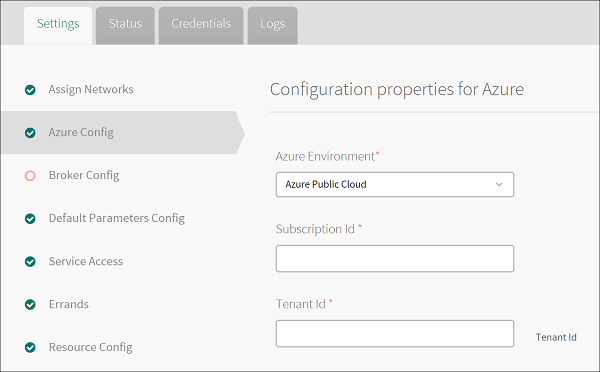 Settings
Status
Credentials
Logs
Assign Networks
Azure Config
Broker Config
Default Parameters Config
Service Access
Errands
Resource Config
Configuration properties for Azure
Azure Environment*
Azure Public Cloud
Subscription Id *
Tenant Id *
Tenant Id